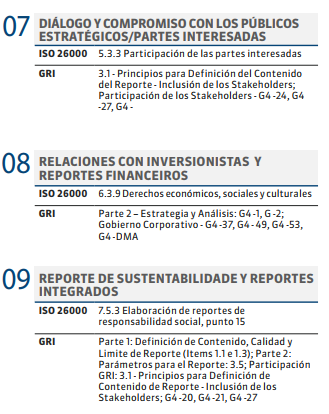 07 DIÁLOGO Y COMPROMISO CON LOS PÚBLICOS
ESTRATÉGICOS/PARTES INTERESADAS
ISO 26000 5.3.3 Participación de las partes interesadas
GRI 3.1- Principios para Definición del Contenido
del Reporte - Inclusión de los Stakeholders;
Participación de los Stakeholders - G4 -24, G4
-27, G4 -
08 RELACIONES CON INVERSIONISTAS Y
REPORTES FINANCIEROS
ISO 26000 6.3.9 Derechos económicos, sociales y culturales
GRI Parte 2 – Estrategia y Análisis: G4 -1, G -2;
Gobierno Corporativo - G4 -37, G4 - 49, G4 -53,
G4 -DMA
09 REPORTE DE SUSTENTABILIDAD Y REPORTES
INTEGRADOS
ISO 26000 7.5.3 Elaboración de reportes de
responsabilidad social, punto 15
GRI Parte 1: Definición de Contenido, Calidad y
Limite de Reporte (Items 1.1 e 1.3); Parte 2:
Parámetros para el Reporte: 3.5; Participación
GRI: 3.1 - Principios para Definición de
Contenido de Reporte - Inclusión de los
Stakeholders; G4 -20, G4 -21, G4 -27